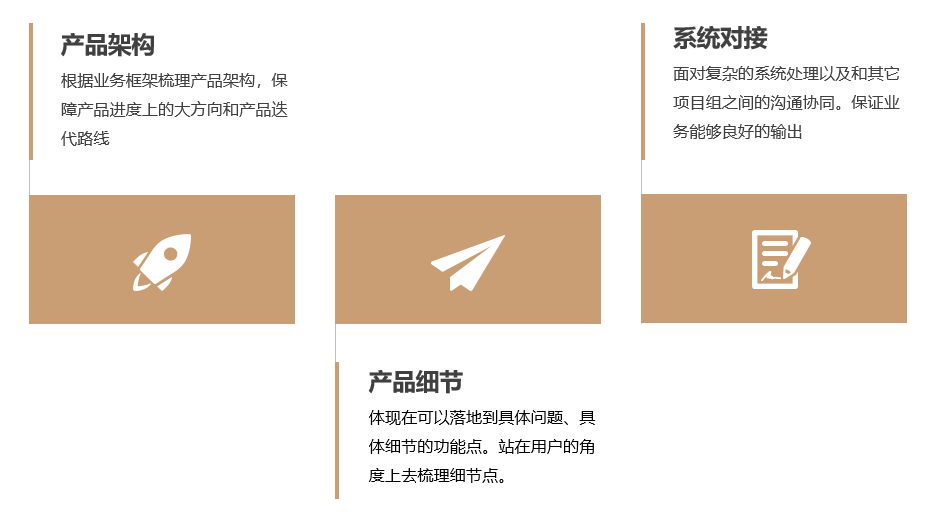 产品架构
根据业务框架梳理产品架构，保
障产品进度上的大方向和产品迭
代路线
系统对接
面对复杂的系统处理以及和其它
项目组之间的沟通协同。保证业
务能够良好的输出
产品细节
体现在可以落地到具体问题、具
体细节的功能点。站在用户的角
度上去梳理细节点。